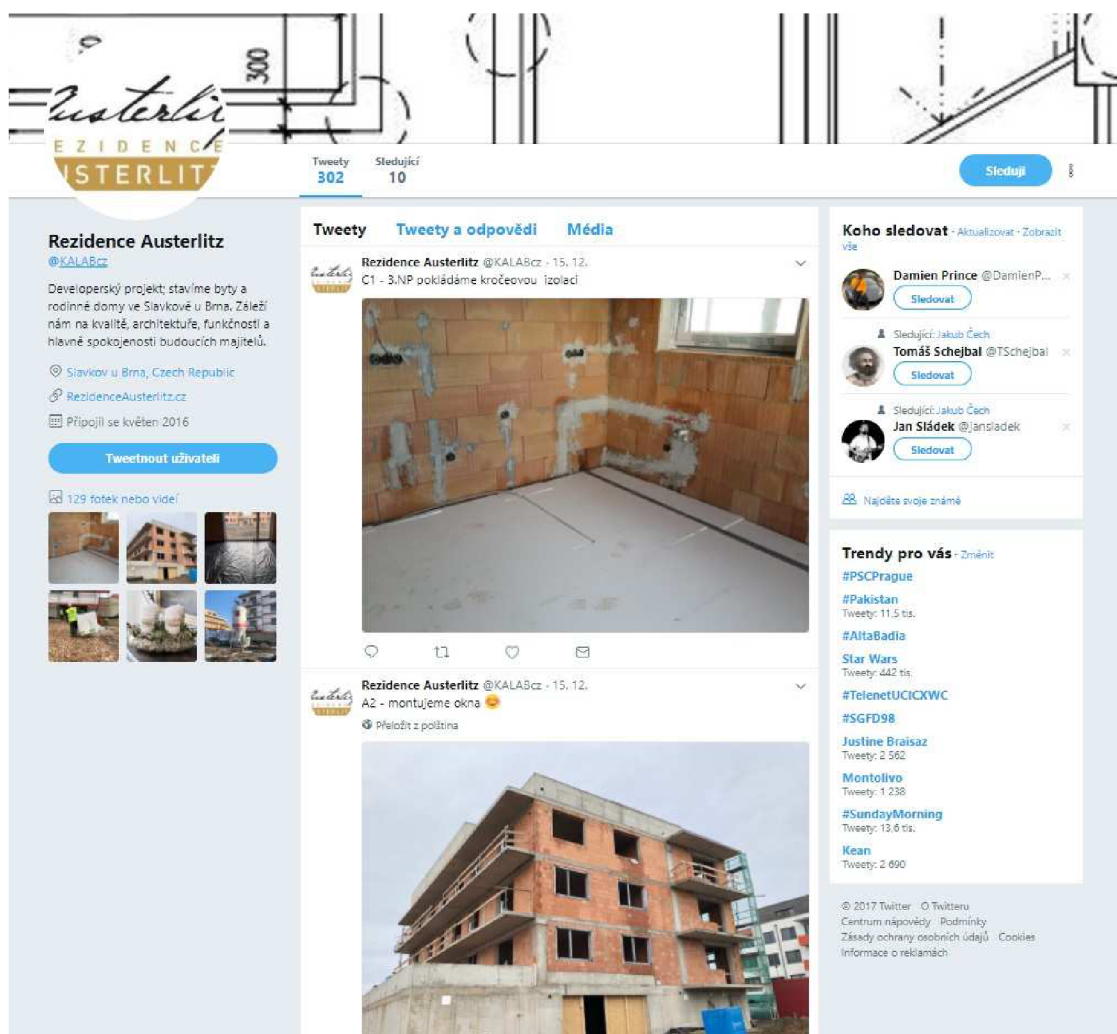 300
Austerlitz
EZIDENCE
USTERLITZ
Tweety
302
Sledující
10
Sleduji
Rezidence Austerlitz
@KALABcz
Developerský projekt; stavíme byty a
rodinné domy ve Slavkově u Brna. Záleží
nám na kvalitě, architektuře, funkčnosti a
hlavně spokojenosti budoucích majitelů.
Slavkov u Brna, Czech Republic
RezidenceAusterlitz.cz
Připojil se květen 2016
Tweetnout uživateli
129 fotek nebo videí
Tweety Tweety a odpovědi Média
Rezidence Austerlitz @KALABcz · 15. 12.
C1 - 3.NP pokládáme kročeovou izolaci
Rezidence Austerlitz @KALABcz · 15. 12.
A2 - montujeme okna 😊
Přeložit z polština
Koho sledovat · Aktualizovat · Zobrazit
vše
Damien Prince @DamienP...
Sledovat
Sledující: Jakub Čech
Tomáš Schejbal @TSchejbal
Sledovat
Sledující: Jakub Čech
Jan Sládek @jansladek
Sledovat
Najděte svoje známé
Trendy pro vás · Změnit
#PSCPrague
#Pakistan
Tweety: 11,5 tis.
#AltaBadia
Star Wars
Tweety: 442 tis.
#TelenetUCICXWC
#SGFD98
Justine Braisaz
Tweety: 2 562
Montolivo
Tweety: 1 238
#SundayMorning
Tweety: 13,6 tis.
Kean
Tweety: 2 690
© 2017 Twitter O Twitteru
Centrum nápovědy Podmínky
Zásady ochrany osobních údajů Cookies
Informace o reklamách